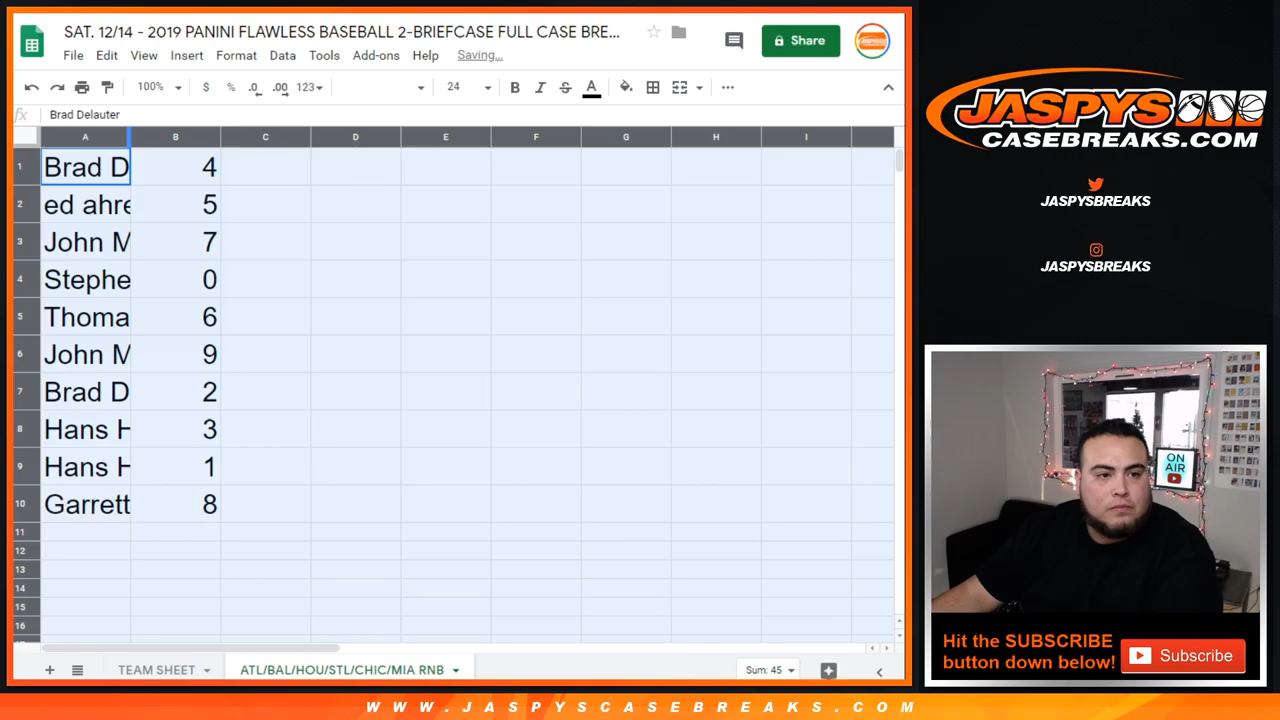 SAT. 12/14 - 2019 PANINI FLAWLESS BASEBALL 2-BRIEFCASE FULL CASE BRE...
Share
File Edit View Insert Format Data Tools Add-ons Help Saving...
100% $ % .0 .00 123 24 B I S A
fx Brad Delauter
A B C D E F G H I
1 Brad D 4
2 ed ahre 5
3 John M 7
4 Stephe 0
5 Thoma 6
6 John M 9
7 Brad D 2
8 Hans H 3
9 Hans H 1
10 Garrett 8
11
12
13
14
15
16
+ TEAM SHEET ATL/BAL/HOU/STL/CHIC/MIA RNB Sum: 45
JASPYS
CASEBREAKS.COM
JASPYSBREAKS
JASPYSBREAKS
ON
AIR
Hit the SUBSCRIBE
button down below!
Subscribe
WWW.JASPYSCASEBREAKS.COM